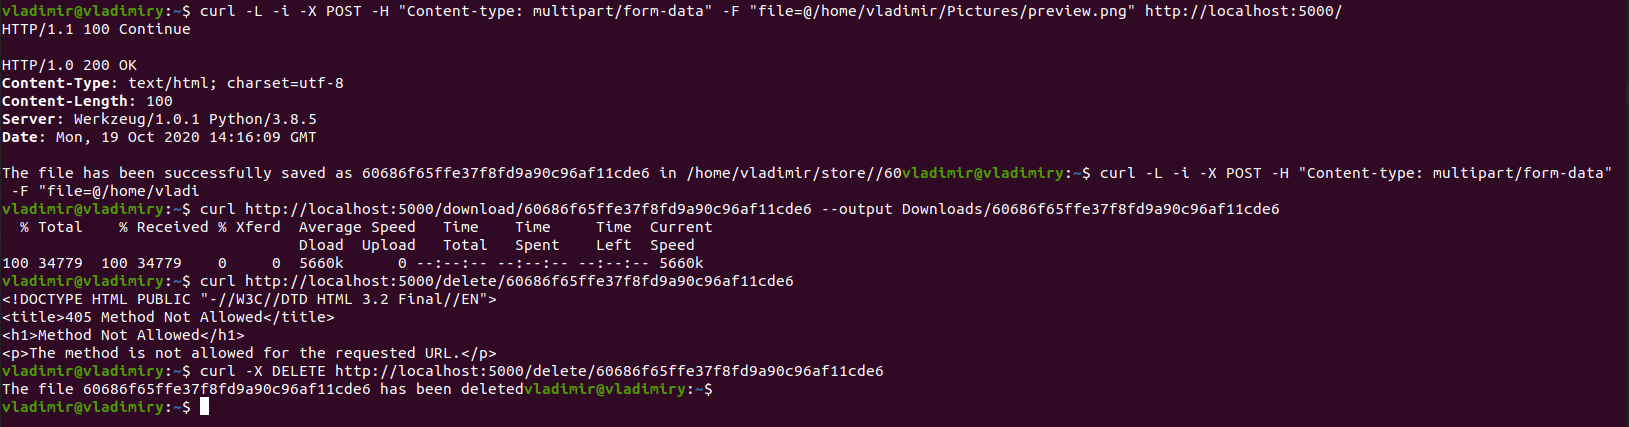 vladimir@vladimiry:~$ curl -L -i -X POST -H "Content-type: multipart/form-data" -F "file=@/home/vladimir/Pictures/preview.png" http://localhost:5000/
HTTP/1.1 100 Continue

HTTP/1.0 200 OK
Content-Type: text/html; charset=utf-8
Content-Length: 100
Server: Werkzeug/1.0.1 Python/3.8.5
Date: Mon, 19 Oct 2020 14:16:09 GMT

The file has been successfully saved as 60686f65ffe37f8fd9a90c96af11cde6 in /home/vladimir/store//60vladimir@vladimiry:~$ curl -L -i -X POST -H "Content-type: multipart/form-data"
 -F "file=@/home/vladi
vladimir@vladimiry:~$ curl http://localhost:5000/download/60686f65ffe37f8fd9a90c96af11cde6 --output Downloads/60686f65ffe37f8fd9a90c96af11cde6
  % Total    % Received % Xferd  Average Speed   Time    Time     Time  Current
                                 Dload  Upload   Total   Spent    Left  Speed
100 34779  100 34779    0     0  5660k      0 --:--:-- --:--:-- --:--:-- 5660k
vladimir@vladimiry:~$ curl http://localhost:5000/delete/60686f65ffe37f8fd9a90c96af11cde6
<!DOCTYPE HTML PUBLIC "-//W3C//DTD HTML 3.2 Final//EN">
<title>405 Method Not Allowed</title>
<h1>Method Not Allowed</h1>
<p>The method is not allowed for the requested URL.</p>
vladimir@vladimiry:~$ curl -X DELETE http://localhost:5000/delete/60686f65ffe37f8fd9a90c96af11cde6
The file 60686f65ffe37f8fd9a90c96af11cde6 has been deletedvladimir@vladimiry:~$
vladimir@vladimiry:~$